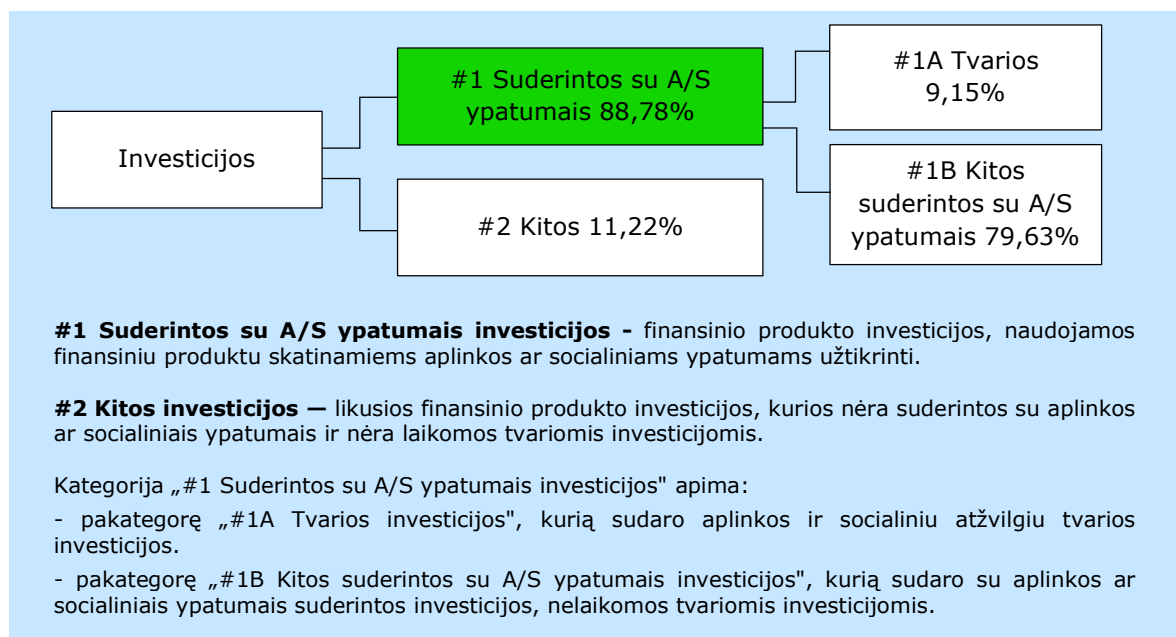 Investicijos
#1 Suderintos su A/S
ypatumais 88,78%
#2 Kitos 11,22%
#1A Tvarios
9,15%
#1B Kitos
suderintos su A/S
ypatumais 79,63%
#1 Suderintos su A/S ypatumais investicijos - finansinio produkto investicijos, naudojamos
finansiniu produktu skatinamiems aplinkos ar socialiniams ypatumams užtikrinti.
#2 Kitos investicijos — likusios finansinio produkto investicijos, kurios nėra suderintos su aplinkos
ar socialiniais ypatumais ir nėra laikomos tvariomis investicijomis.
Kategorija „#1 Suderintos su A/S ypatumais investicijos" apima:
- pakategorę „#1A Tvarios investicijos", kurią sudaro aplinkos ir socialiniu atžvilgiu tvarios
investicijos.
- pakategorę „#1B Kitos suderintos su A/S ypatumais investicijos", kurią sudaro su aplinkos ar
socialiniais ypatumais suderintos investicijos, nelaikomos tvariomis investicijomis.